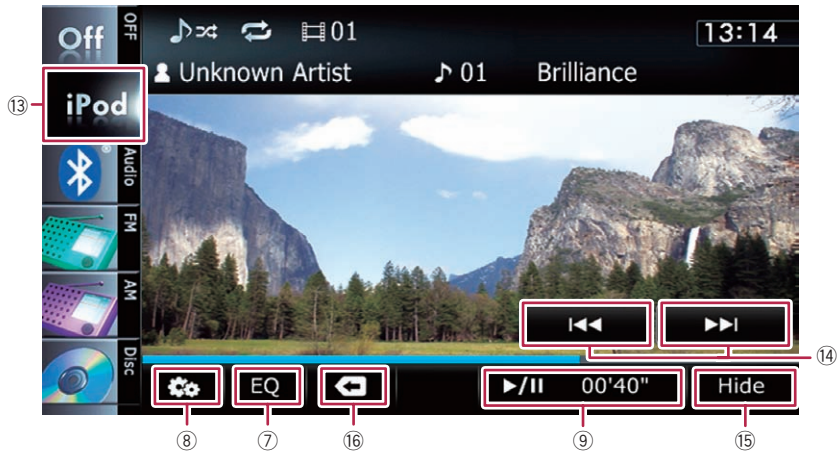 Off
OFF
01
13:14
Unknown Artist
01
Brilliance
⑬
iPod
Audio
FM
AM
Disc
⑭
EQ
00'40"
Hide
⑧
⑦
⑯
⑨
⑮